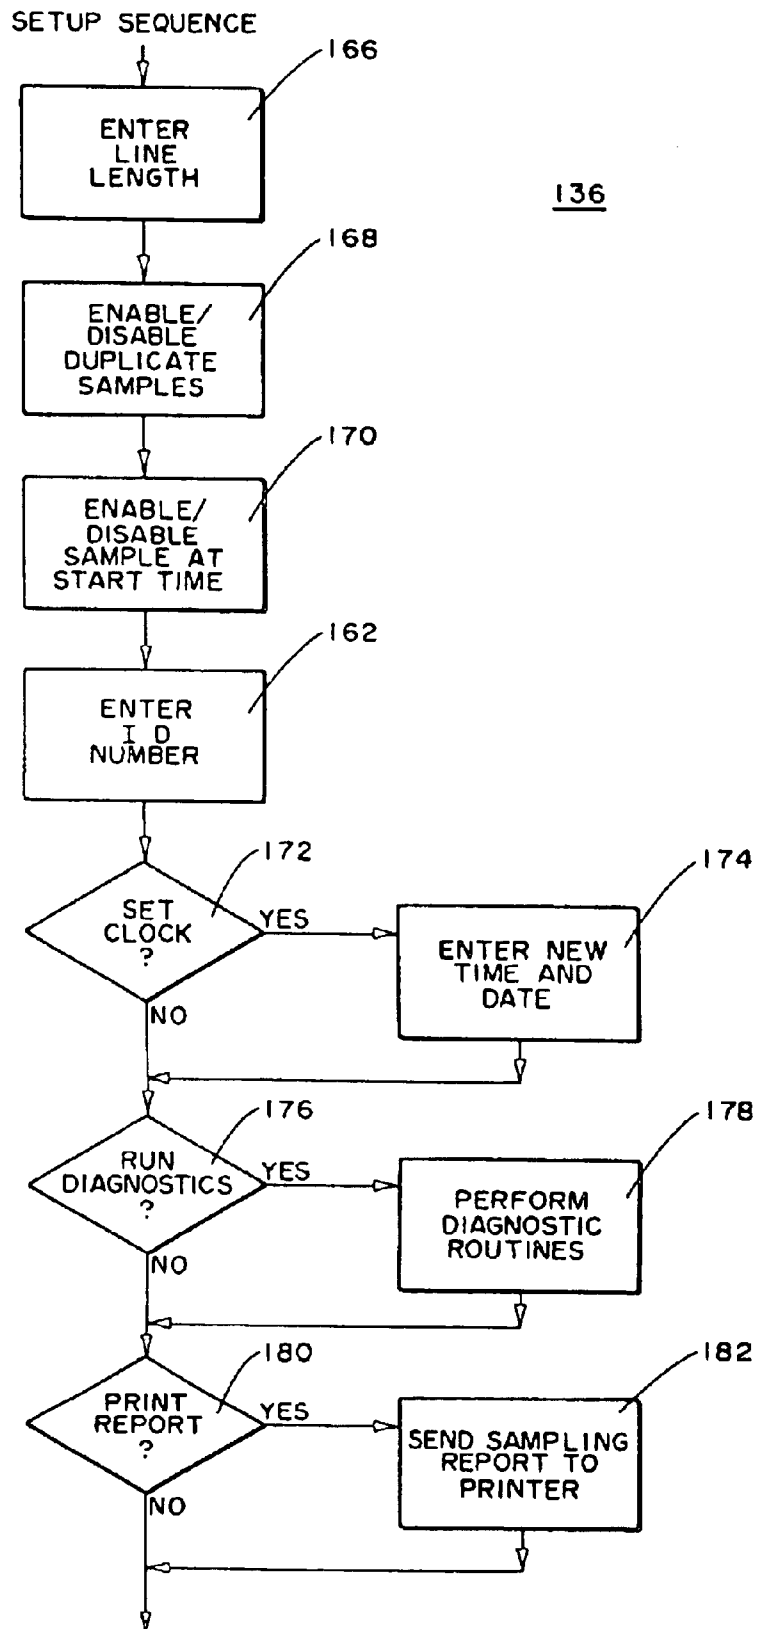 SETUP SEQUENCE
166
ENTER
LINE
LENGTH
136
168
ENABLE/
DISABLE
DUPLICATE
SAMPLES
170
ENABLE/
DISABLE
SAMPLE AT
START TIME
162
ENTER
I D
NUMBER
172
SET
CLOCK
?
YES
NO
174
ENTER NEW
TIME AND
DATE
176
RUN
DIAGNOSTICS
?
YES
NO
178
PERFORM
DIAGNOSTIC
ROUTINES
180
PRINT
REPORT
?
YES
NO
182
SEND SAMPLING
REPORT TO
PRINTER